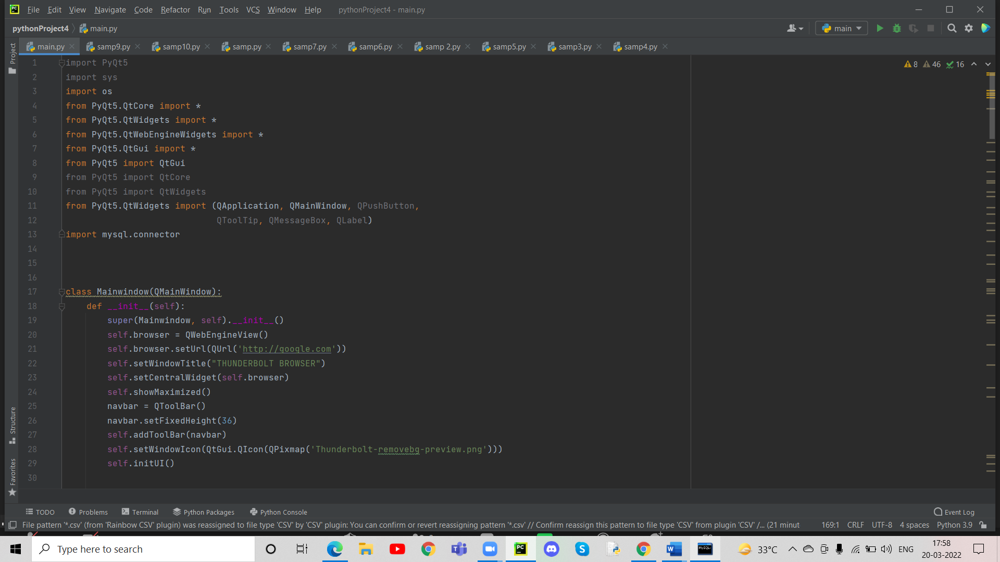 PC File Edit View Navigate Code Refactor Run Tools VCS Window Help pythonProject4 - main.py
pythonProject4 main.py main
main.py samp9.py samp10.py samp.py samp7.py samp6.py samp 2.py samp5.py samp3.py samp4.py
Project
8 46 16
1 import PyQt5
2 import sys
3 import os
4 from PyQt5.QtCore import *
5 from PyQt5.QtWidgets import *
6 from PyQt5.QtWebEngineWidgets import *
7 from PyQt5.QtGui import *
8 from PyQt5 import QtGui
9 from PyQt5 import QtCore
10 from PyQt5 import QtWidgets
11 from PyQt5.QtWidgets import (QApplication, QMainWindow, QPushButton,
12 QToolTip, QMessageBox, QLabel)
13 import mysql.connector
14
15
16
17 class Mainwindow(QMainWindow):
18 def __init__(self):
19 super(Mainwindow, self).__init__()
20 self.browser = QWebEngineView()
21 self.browser.setUrl(QUrl('http://google.com'))
22 self.setWindowTitle("THUNDERBOLT BROWSER")
23 self.setCentralWidget(self.browser)
24 self.showMaximized()
25 navbar = QToolBar()
26 navbar.setFixedHeight(36)
27 self.addToolBar(navbar)
28 self.setWindowIcon(QtGui.QIcon(QPixmap('Thunderbolt-removebg-preview.png')))
29 self.initUI()
30
Structure
Favorites
TODO Problems Terminal Python Packages Python Console Event Log
File pattern '*.csv' (from 'Rainbow CSV' plugin) was reassigned to file type 'CSV' by 'CSV' plugin: You can confirm or revert reassigning pattern '*.csv' // Confirm reassign this pattern to file type 'CSV' from plugin 'CSV' /... (21 minut 169:1 CRLF UTF-8 4 spaces Python 3.9
Type here to search PC 33°C ENG 17:58
20-03-2022